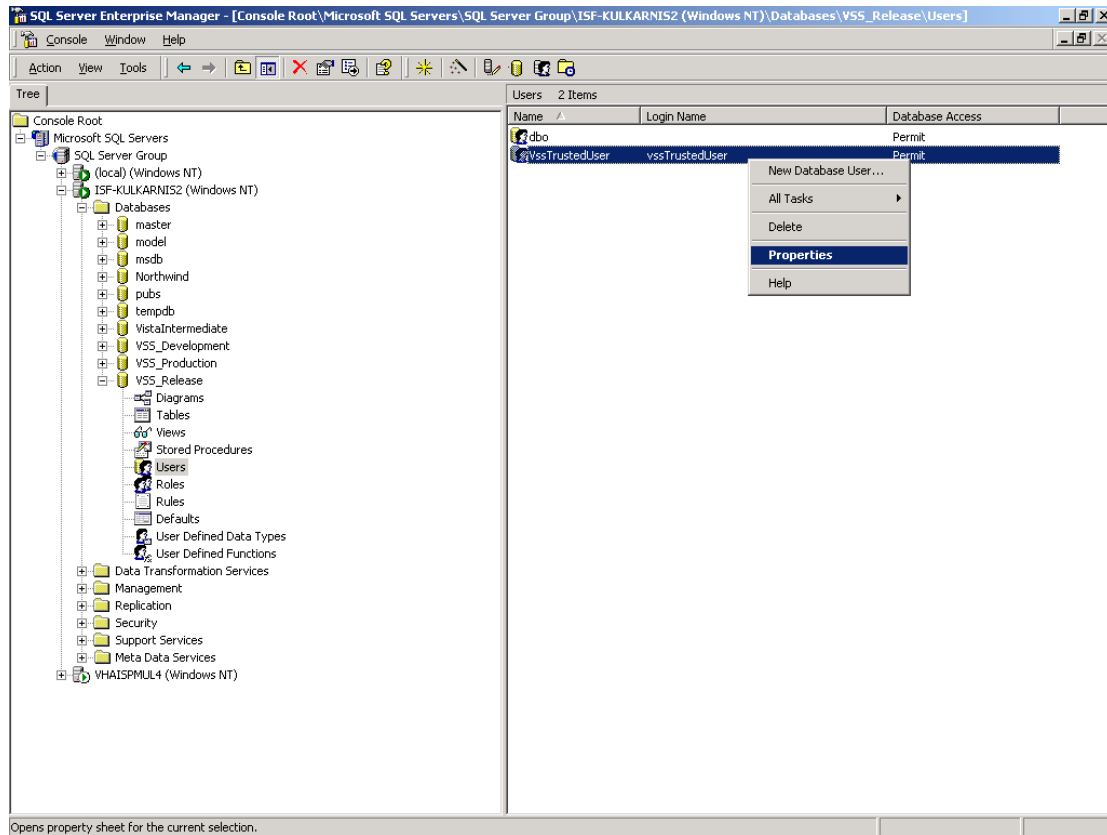 SQL Server Enterprise Manager - [Console Root\Microsoft SQL Servers\SQL Server Group\ISF-KULKARNIS2 (Windows NT)\Databases\VSS_Release\Users]
Console Window Help
Action View Tools
Tree
Console Root
Microsoft SQL Servers
SQL Server Group
(local) (Windows NT)
ISF-KULKARNIS2 (Windows NT)
Databases
master
model
msdb
Northwind
pubs
tempdb
VistaIntermediate
VSS_Development
VSS_Production
VSS_Release
Diagrams
Tables
Views
Stored Procedures
Users
Roles
Rules
Defaults
User Defined Data Types
User Defined Functions
Data Transformation Services
Management
Replication
Security
Support Services
Meta Data Services
VHAISPMUL4 (Windows NT)
Users 2 Items
Name Login Name Database Access
dbo Permit
VssTrustedUser vssTrustedUser Permit
New Database User...
All Tasks
Delete
Properties
Help
Opens property sheet for the current selection.